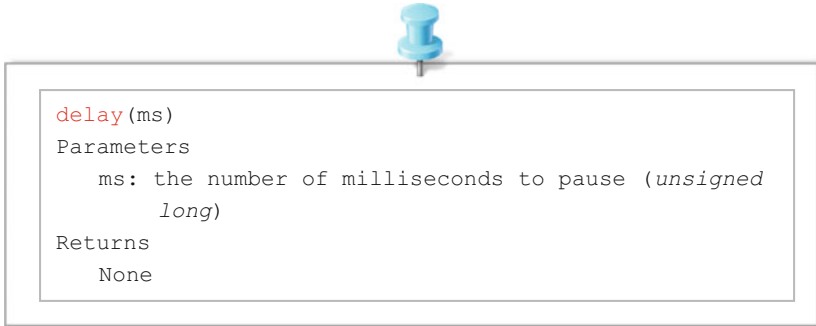 delay(ms)
Parameters
ms: the number of milliseconds to pause (unsigned
long)
Returns
None